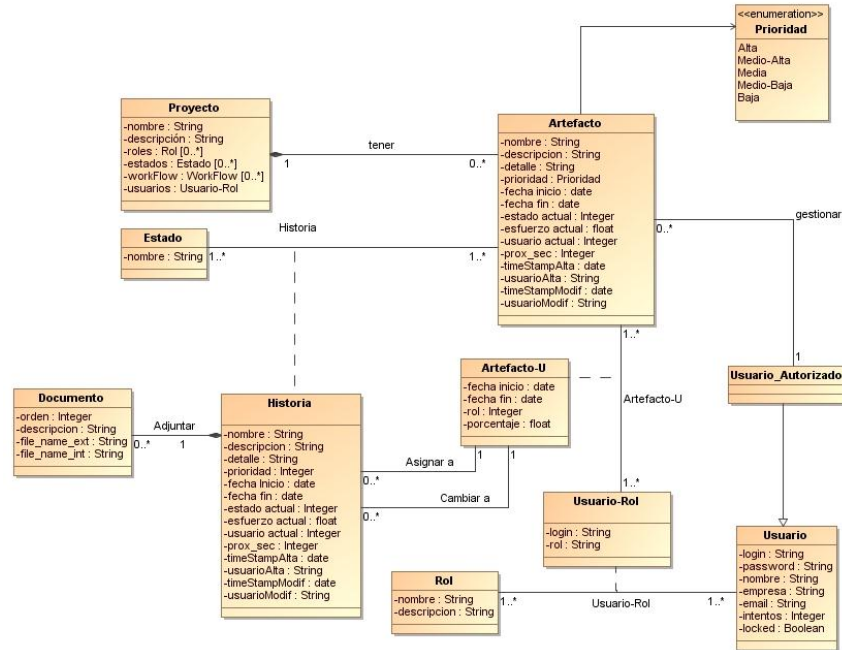 <<enumeration>>
Prioridad
Alta
Medio-Alta
Media
Medio-Baja
Baja
Proyecto
-nombre : String
-descripción : String
-roles : Rol [0..*]
-estados : Estado [0..*]
-workFlow : WorkFlow [0..*]
-usuarios : Usuario-Rol
tener
1
0..*
Artefacto
-nombre : String
-descripcion : String
-detalle : String
-prioridad : Prioridad
-fecha inicio : date
-fecha fin : date
-estado actual : Integer
-esfuerzo actual : float
-usuario actual : Integer
-prox_sec : Integer
-timeStampAlta : date
-usuarioAlta : String
-timeStampModif : date
-usuarioModif : String
gestionar
0..*
1
Historia
Estado
-nombre : String
1..*
1..*
1..*
Artefacto-U
1..*
Usuario_Autorizado
Artefacto-U
-fecha inicio : date
-fecha fin : date
-rol : Integer
-porcentaje : float
Documento
-orden : Integer
-descripcion : String
-file_name_ext : String
-file_name_int : String
Adjuntar
0..*
1
Historia
-nombre : String
-descripcion : String
-detalle : String
-prioridad : Integer
-fecha Inicio : date
-fecha fin : date
-estado actual : Integer
-esfuerzo actual : float
-usuario actual : Integer
-prox_sec : Integer
-timeStampAlta : date
-usuarioAlta : String
-timeStampModif : date
-usuarioModif : String
Asignar a
1
0..*
Cambiar a
1
0..*
Usuario-Rol
-login : String
-rol : String
Usuario
-login : String
-password : String
-nombre : String
-empresa : String
-email : String
-intentos : Integer
-locked : Boolean
Rol
-nombre : String
-descripcion : String
1..*
Usuario-Rol
1..*